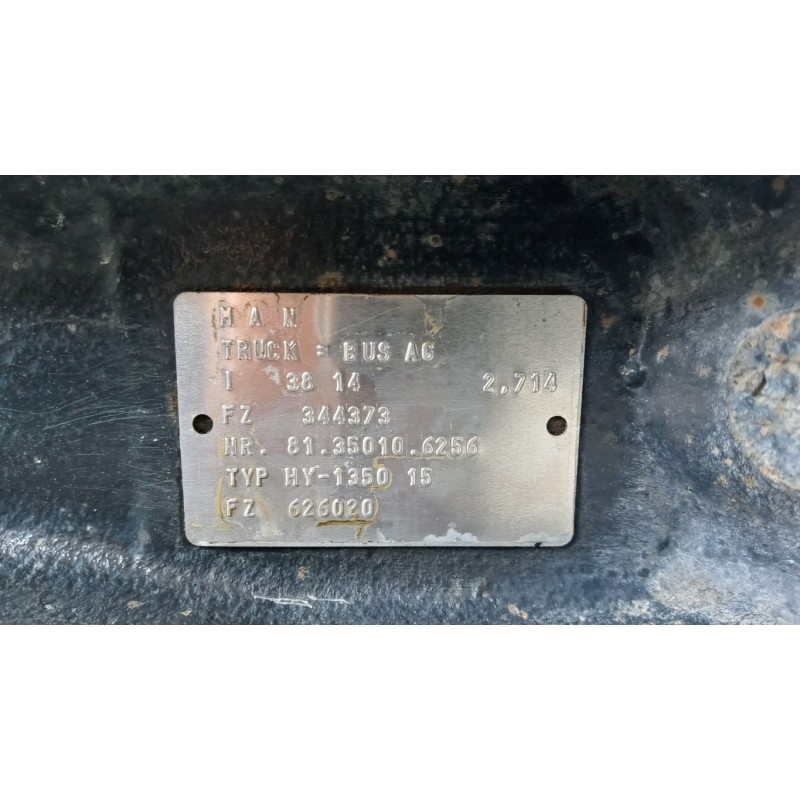 M A N
TRUCK = BUS AG
I 38 14 2,714
FZ 344373
NR. 81.35010.6256
TYP HY-1350 15
FZ 626020